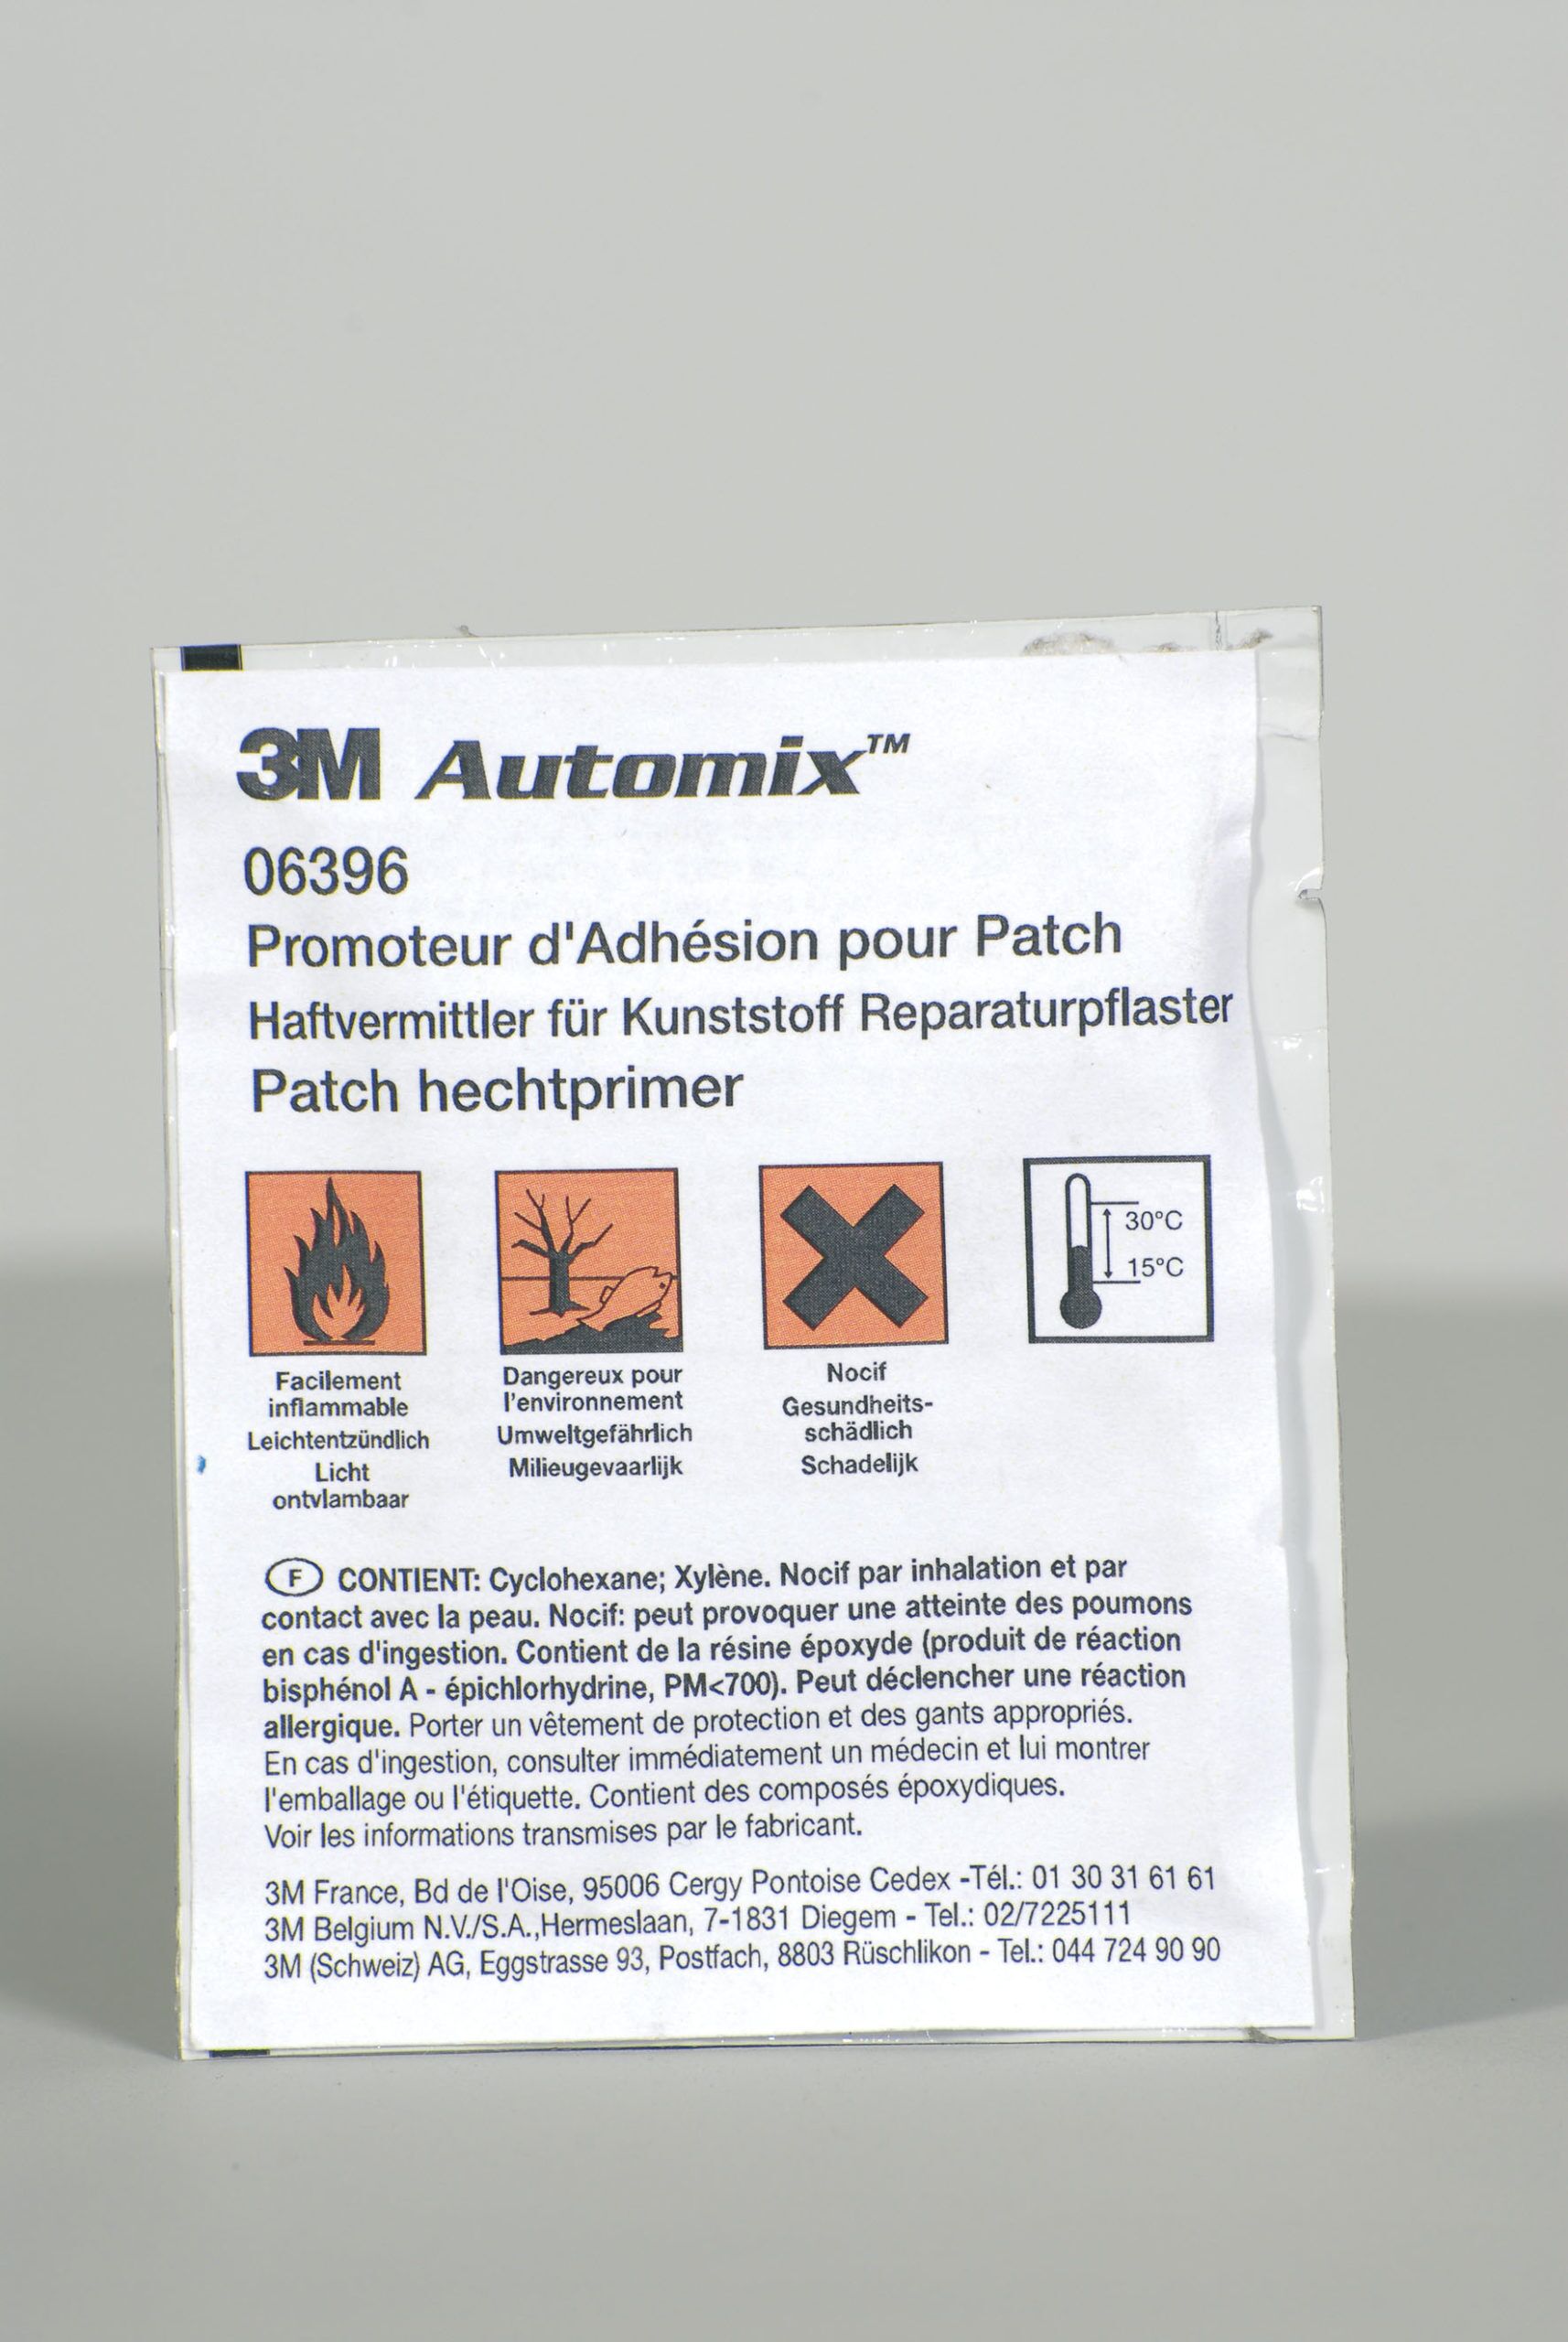 3M Automix™
06396
Promoteur d'Adhésion pour Patch
Haftvermittler für Kunststoff Reparaturpflaster
Patch hechtprimer
30°C
15°C
Facilement
inflammable
Leichtentzündlich
Licht
ontvlambaar
Dangereux pour
l'environnement
Umweltgefährlich
Milieugevaarlijk
Nocif
Gesundheits-
schädlich
Schadelijk
F CONTIENT: Cyclohexane; Xylène. Nocif par inhalation et par
contact avec la peau. Nocif: peut provoquer une atteinte des poumons
en cas d'ingestion. Contient de la résine époxyde (produit de réaction
bisphénol A - épichlorhydrine, PM<700). Peut déclencher une réaction
allergique. Porter un vêtement de protection et des gants appropriés.
En cas d'ingestion, consulter immédiatement un médecin et lui montrer
l'emballage ou l'étiquette. Contient des composés époxydiques.
Voir les informations transmises par le fabricant.
3M France, Bd de l'Oise, 95006 Cergy Pontoise Cedex -Tél.: 01 30 31 61 61
3M Belgium N.V./S.A.,Hermeslaan, 7-1831 Diegem - Tel.: 02/7225111
3M (Schweiz) AG, Eggstrasse 93, Postfach, 8803 Rüschlikon - Tel.: 044 724 90 90